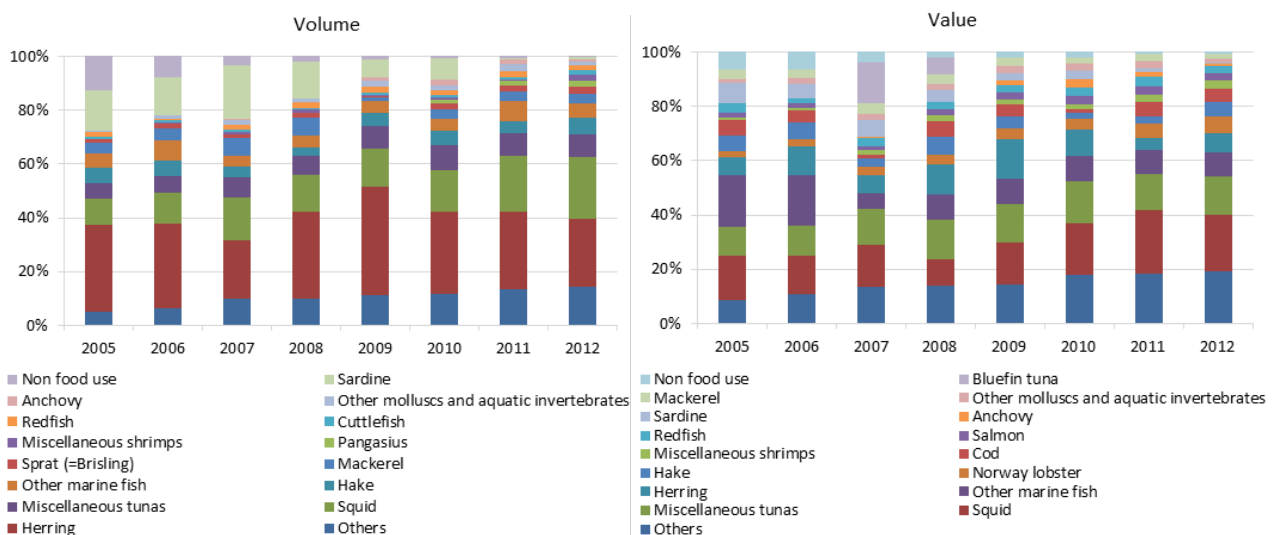 Volume
100%
80%
60%
40%
20%
0%
2005 2006 2007 2008 2009 2010 2011 2012
Non food use Sardine
Anchovy Other molluscs and aquatic invertebrates
Redfish Cuttlefish
Miscellaneous shrimps Pangasius
Sprat (=Brisling) Mackerel
Other marine fish Hake
Miscellaneous tunas Squid
Herring Others
Value
100%
80%
60%
40%
20%
0%
2005 2006 2007 2008 2009 2010 2011 2012
Non food use Bluefin tuna
Mackerel Other molluscs and aquatic invertebrates
Sardine Anchovy
Redfish Salmon
Miscellaneous shrimps Cod
Hake Norway lobster
Herring Other marine fish
Miscellaneous tunas Squid
Others